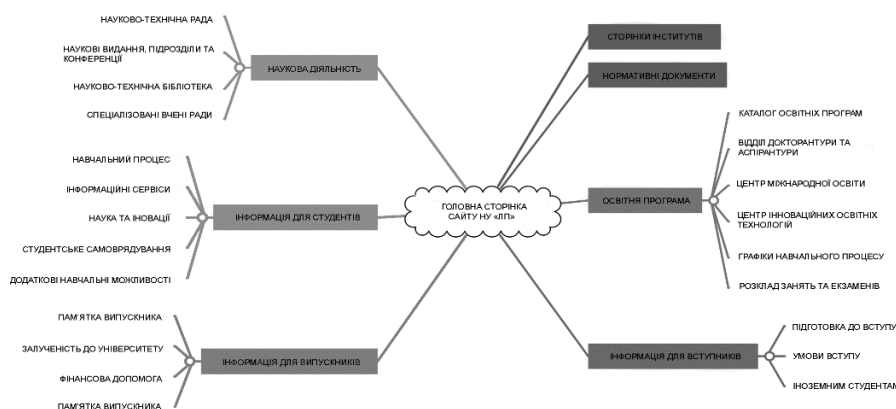 НАУКОВО-ТЕХНІЧНА РАДА
НАУКОВІ ВИДАННЯ, ПІДРОЗДІЛИ ТА
КОНФЕРЕНЦІЇ
НАУКОВО-ТЕХНІЧНА БІБЛІОТЕКА
СПЕЦІАЛІЗОВАНІ ВЧЕНІ РАДИ
НАУКОВА ДІЯЛЬНІСТЬ
НАВЧАЛЬНИЙ ПРОЦЕС
ІНФОРМАЦІЙНІ СЕРВІСИ
НАУКА ТА ІНОВАЦІЇ
СТУДЕНТСЬКЕ САМОВРЯДУВАННЯ
ДОДАТКОВІ НАВЧАЛЬНІ МОЖЛИВОСТІ
ІНФОРМАЦІЯ ДЛЯ СТУДЕНТІВ
ПАМ'ЯТКА ВИПУСКНИКА
ЗАЛУЧЕНІСТЬ ДО УНІВЕРСИТЕТУ
ФІНАНСОВА ДОПОМОГА
ПАМ'ЯТКА ВИПУСКНИКА
ІНФОРМАЦІЯ ДЛЯ ВИПУСКНИКІВ
ГОЛОВНА СТОРІНКА
САЙТУ НУ «ЛП»
СТОРІНКИ ІНСТИТУТІВ
НОРМАТИВНІ ДОКУМЕНТИ
ОСВІТНЯ ПРОГРАМА
КАТАЛОГ ОСВІТНІХ ПРОГРАМ
ВІДДІЛ ДОКТОРАНТУРИ ТА
АСПІРАНТУРИ
ЦЕНТР МІЖНАРОДНОЇ ОСВІТИ
ЦЕНТР ІННОВАЦІЙНИХ ОСВІТНІХ
ТЕХНОЛОГІЙ
ГРАФІКИ НАВЧАЛЬНОГО ПРОЦЕСУ
РОЗКЛАД ЗАНЯТЬ ТА ЕКЗАМЕНІВ
ІНФОРМАЦІЯ ДЛЯ ВСТУПНИКІВ
ПІДГОТОВКА ДО ВСТУПУ
УМОВИ ВСТУПУ
ІНОЗЕМНИМ СТУДЕНТАМ